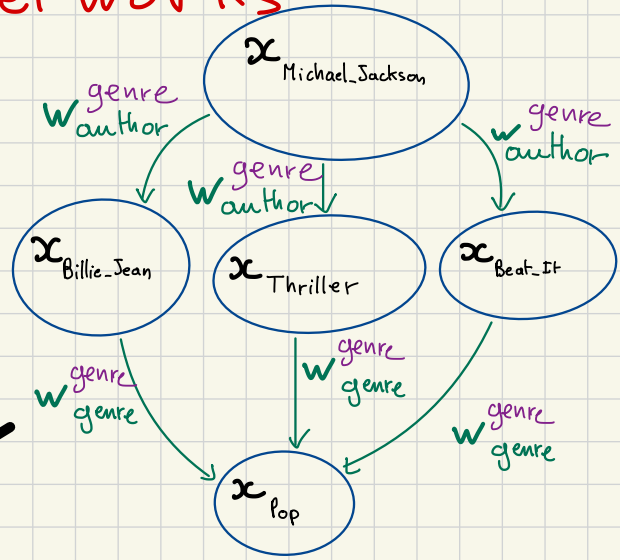 x Michael_Jackson
w genre author
w genre author
w genre author
x Billie_Jean
x Thriller
x Beat_It
w genre genre
w genre genre
w genre genre
x Pop